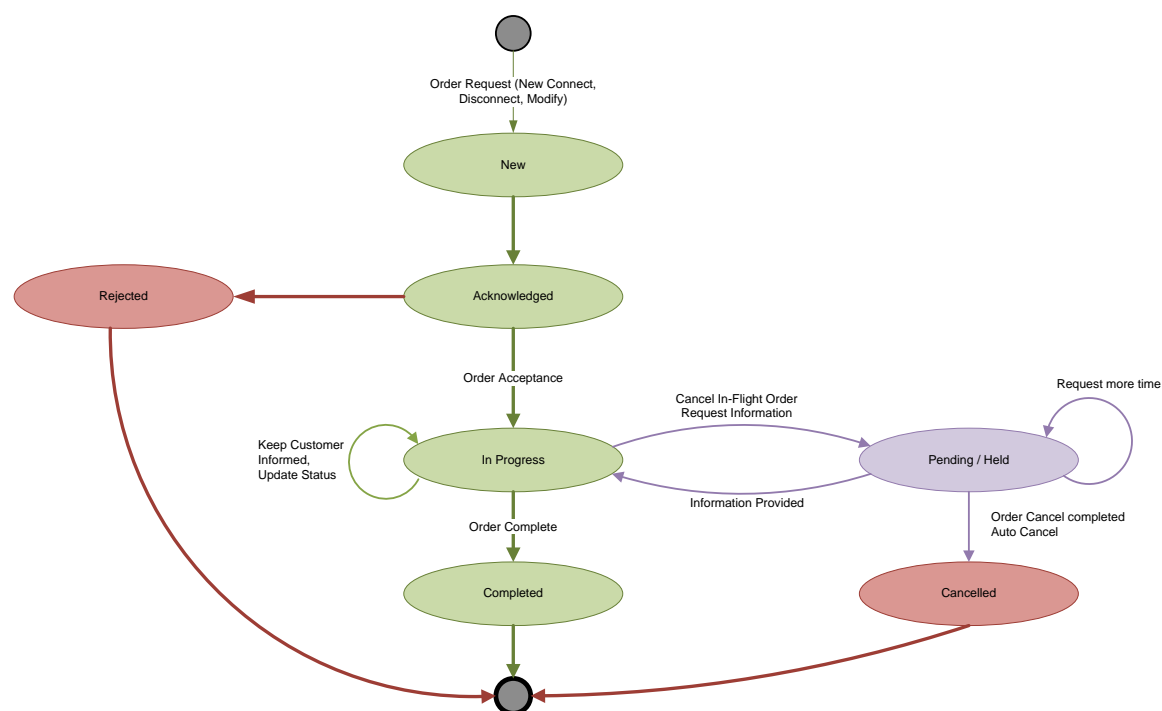 Order Request (New Connect,
Disconnect, Modify)
New
Rejected
Acknowledged
Order Acceptance
Request more time
Cancel In-Flight Order
Request Information
Keep Customer
Informed,
Update Status
In Progress
Pending / Held
Information Provided
Order Cancel completed
Auto Cancel
Order Complete
Completed
Cancelled